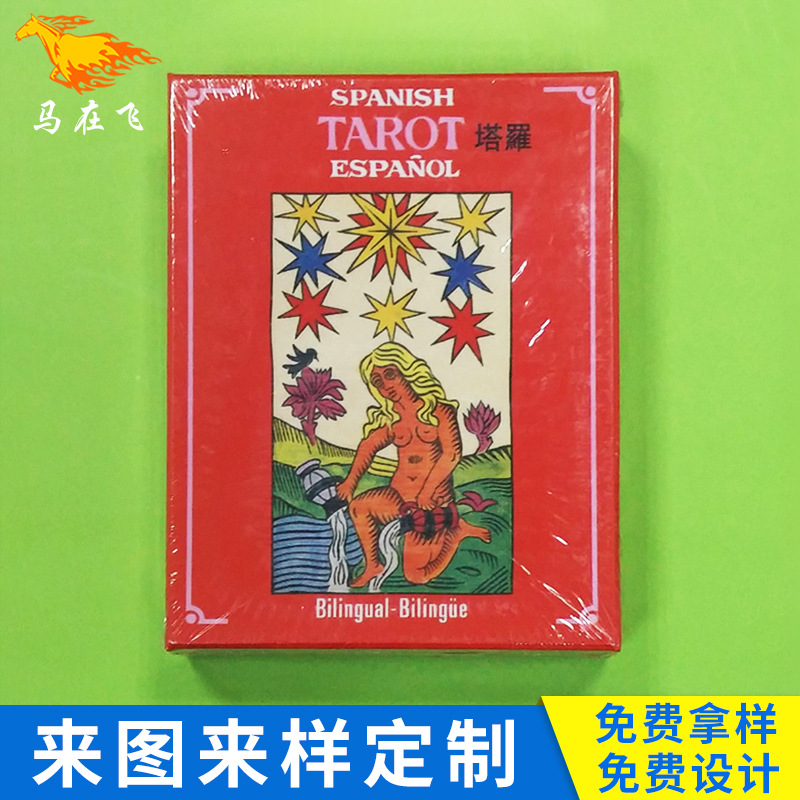 马在飞
SPANISH
TAROT 塔羅
ESPAÑOL
Bilingual-Bilingüe
来图来样定制
免费拿样
免费设计